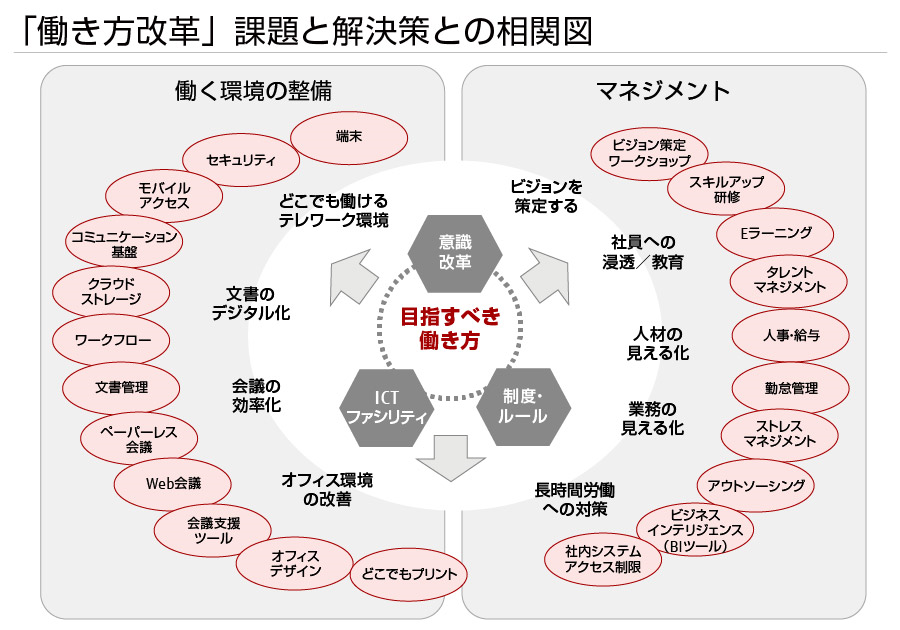 「働き方改革」課題と解決策との相関図
働く環境の整備
端末
セキュリティ
モバイル
アクセス
コミュニケーション
基盤
クラウド
ストレージ
ワークフロー
文書管理
ペーパーレス
会議
Web会議
会議支援
ツール
オフィス
デザイン
どこでもプリント
どこでも働ける
テレワーク環境
文書の
デジタル化
会議の
効率化
オフィス環境
の改善
意識
改革
目指すべき
働き方
ICT
ファシリティ
制度・
ルール
マネジメント
ビジョンを
策定する
社員への
浸透／教育
人材の
見える化
業務の
見える化
長時間労働
への対策
ビジョン策定
ワークショップ
スキルアップ
研修
Eラーニング
タレント
マネジメント
人事・給与
勤怠管理
ストレス
マネジメント
アウトソーシング
ビジネス
インテリジェンス
（BIツール）
社内システム
アクセス制限